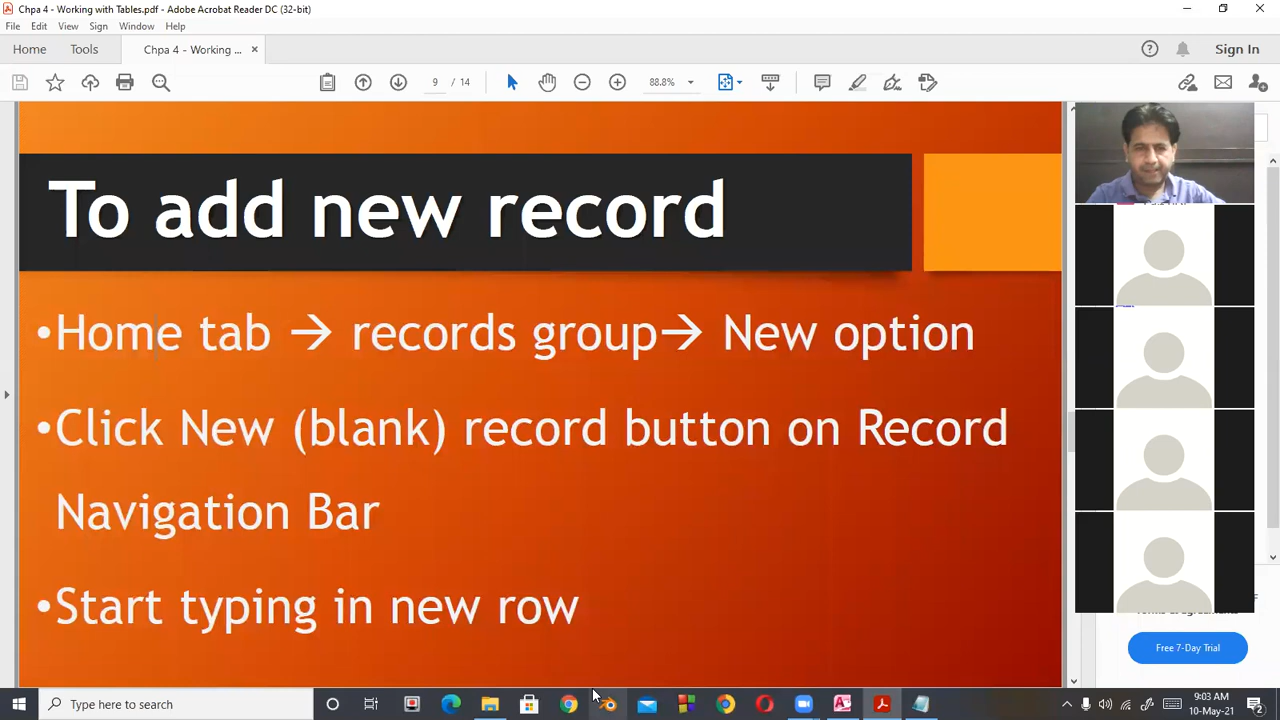 Chpa 4 - Working with Tables.pdf - Adobe Acrobat Reader DC (32-bit)
File Edit View Sign Window Help
Home Tools Chpa 4 - Working ... Sign In
9 / 14 88.8%
To add new record
•Home tab → records group→ New option
•Click New (blank) record button on Record
Navigation Bar
•Start typing in new row
Free 7-Day Trial
Type here to search
9:03 AM
10-May-21
2